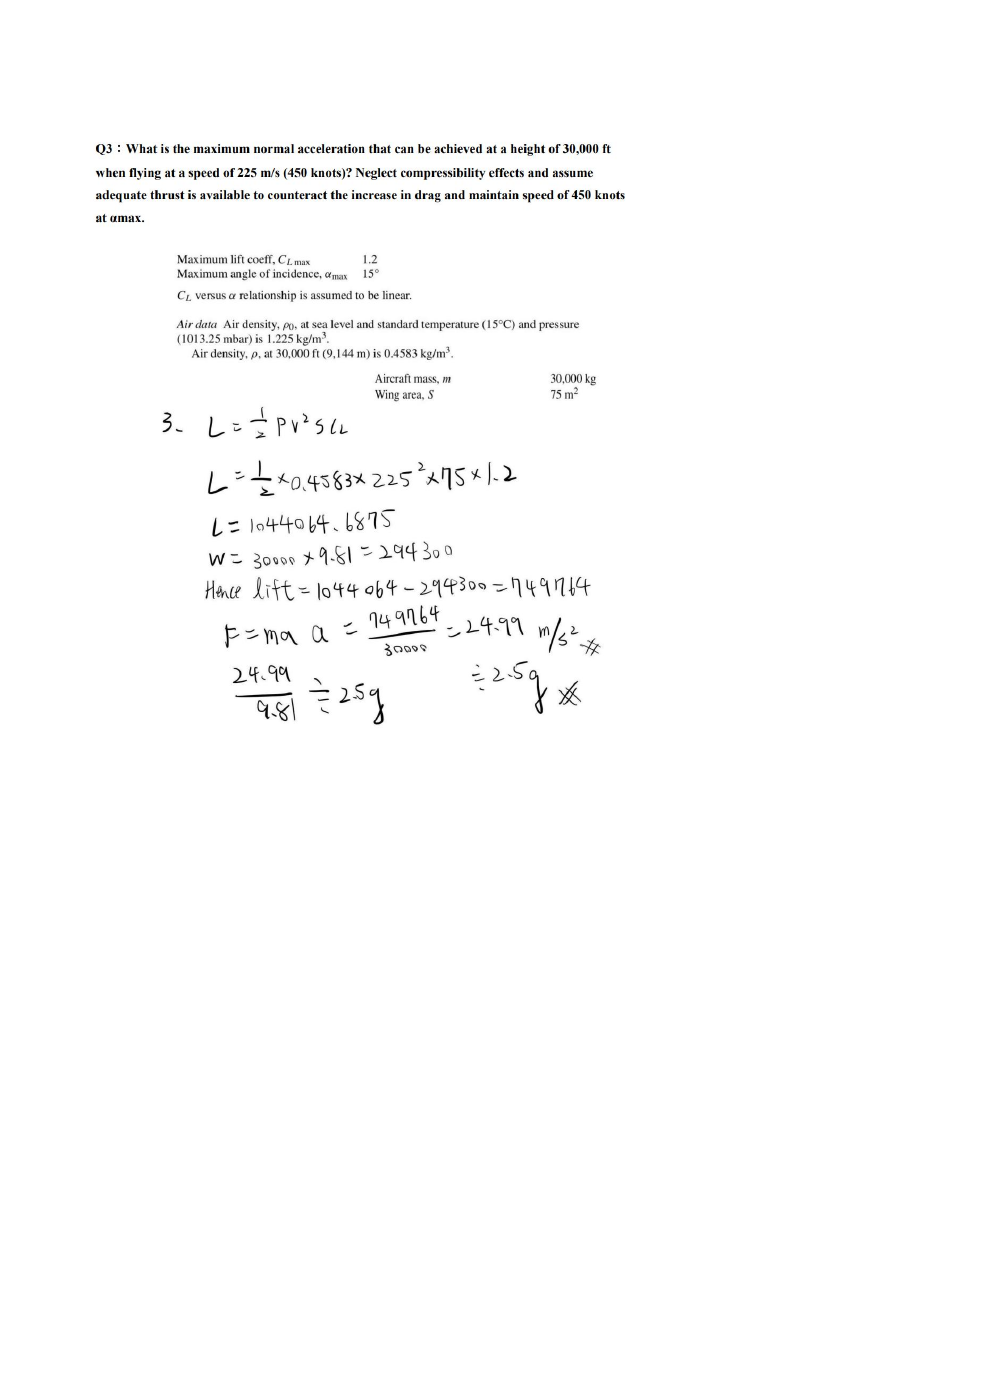 Q3：What is the maximum normal acceleration that can be achieved at a height of 30,000 ft
when flying at a speed of 225 m/s (450 knots)? Neglect compressibility effects and assume
adequate thrust is available to counteract the increase in drag and maintain speed of 450 knots
at αmax.
Maximum lift coeff, C_L max 1.2
Maximum angle of incidence, α_max 15°
C_L versus α relationship is assumed to be linear.
Air data Air density, ρ₀, at sea level and standard temperature (15°C) and pressure
(1013.25 mbar) is 1.225 kg/m³.
Air density, ρ, at 30,000 ft (9,144 m) is 0.4583 kg/m³.
Aircraft mass, m 30,000 kg
Wing area, S 75 m²
3. L = 1/2 PV² S CL
L = 1/2 × 0.4583 × 225² × 75 × 1.2
L = 1044064.6875
W = 30000 × 9.81 = 294300
Hence lift = 1044064 - 294300 = 749764
F = ma a = 749764/30000 = 24.99 m/s² #
24.99/9.81 ≒ 2.5g ≒ 2.5g #